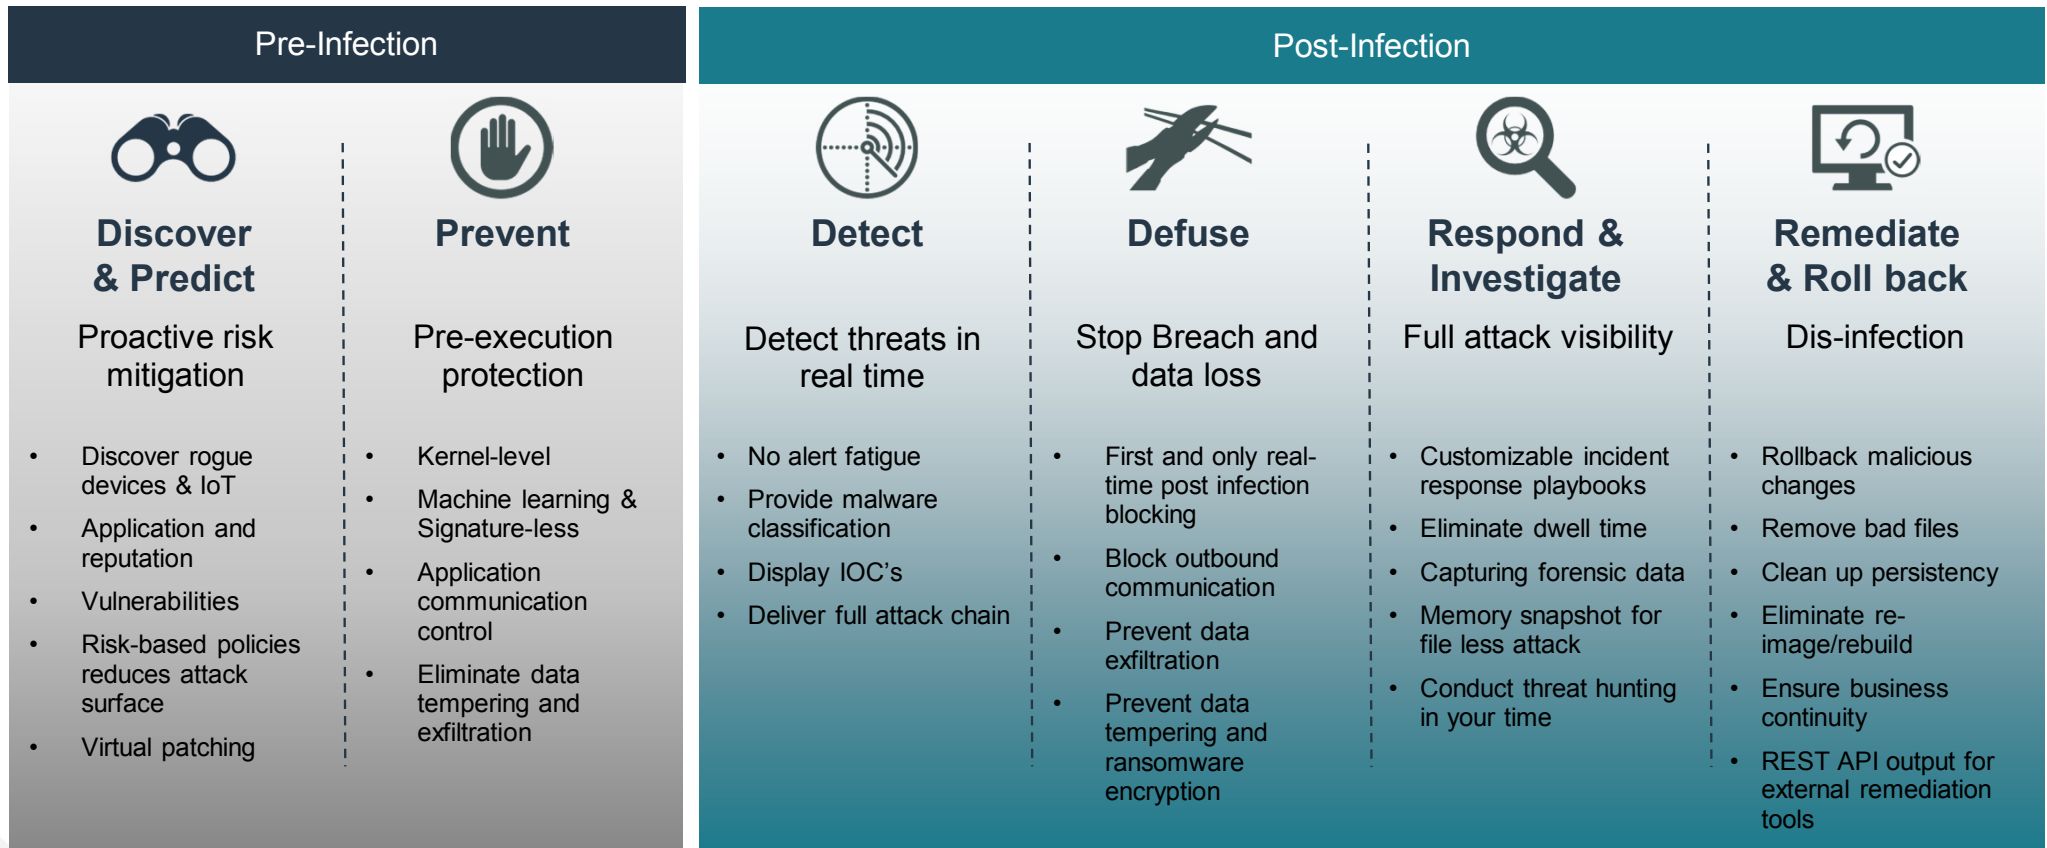 Pre-Infection
Discover
& Predict
Proactive risk
mitigation
• Discover rogue
devices & IoT
• Application and
reputation
• Vulnerabilities
• Risk-based policies
reduces attack
surface
• Virtual patching
Prevent
Pre-execution
protection
• Kernel-level
• Machine learning &
Signature-less
• Application
communication
control
• Eliminate data
tempering and
exfiltration
Post-Infection
Detect
Detect threats in
real time
• No alert fatigue
• Provide malware
classification
• Display IOC's
• Deliver full attack chain
Defuse
Stop Breach and
data loss
• First and only real-
time post infection
blocking
• Block outbound
communication
• Prevent data
exfiltration
• Prevent data
tempering and
ransomware
encryption
Respond &
Investigate
Full attack visibility
• Customizable incident
response playbooks
• Eliminate dwell time
• Capturing forensic data
• Memory snapshot for
file less attack
• Conduct threat hunting
in your time
Remediate
& Roll back
Dis-infection
• Rollback malicious
changes
• Remove bad files
• Clean up persistency
• Eliminate re-
image/rebuild
• Ensure business
continuity
• REST API output for
external remediation
tools